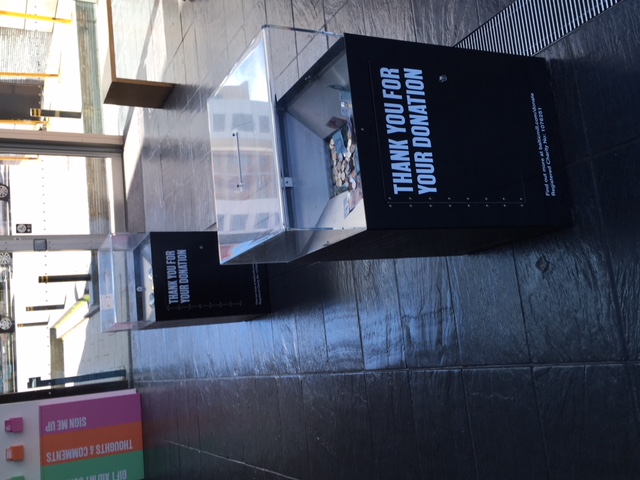 THOUGHTS & COMMENTS
SIGN ME UP
THANK YOU FOR
YOUR DONATION
THANK YOU FOR
YOUR DONATION
Find out more at balticmill.com/donate
Registered Charity No: 1076251